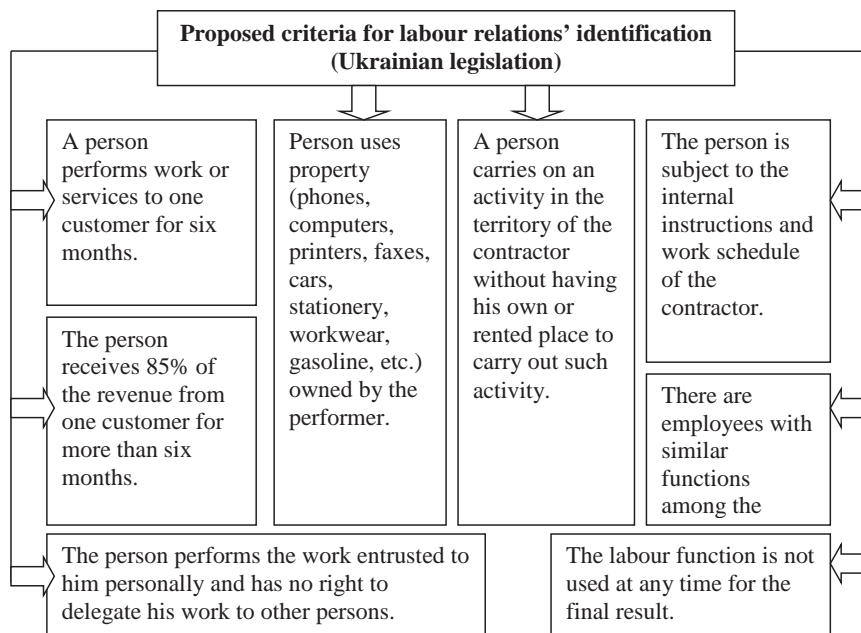 Proposed criteria for labour relations' identification
(Ukrainian legislation)
A person
performs work or
services to one
customer for six
months.
The person
receives 85% of
the revenue from
one customer for
more than six
months.
Person uses
property
(phones,
computers,
printers, faxes,
cars,
stationery,
workwear,
gasoline, etc.)
owned by the
performer.
A person
carries on an
activity in the
territory of the
contractor
without having
his own or
rented place to
carry out such
activity.
The person is
subject to the
internal
instructions and
work schedule
of the
contractor.
There are
employees with
similar
functions
among the
The person performs the work entrusted to
him personally and has no right to
delegate his work to other persons.
The labour function is not
used at any time for the
final result.